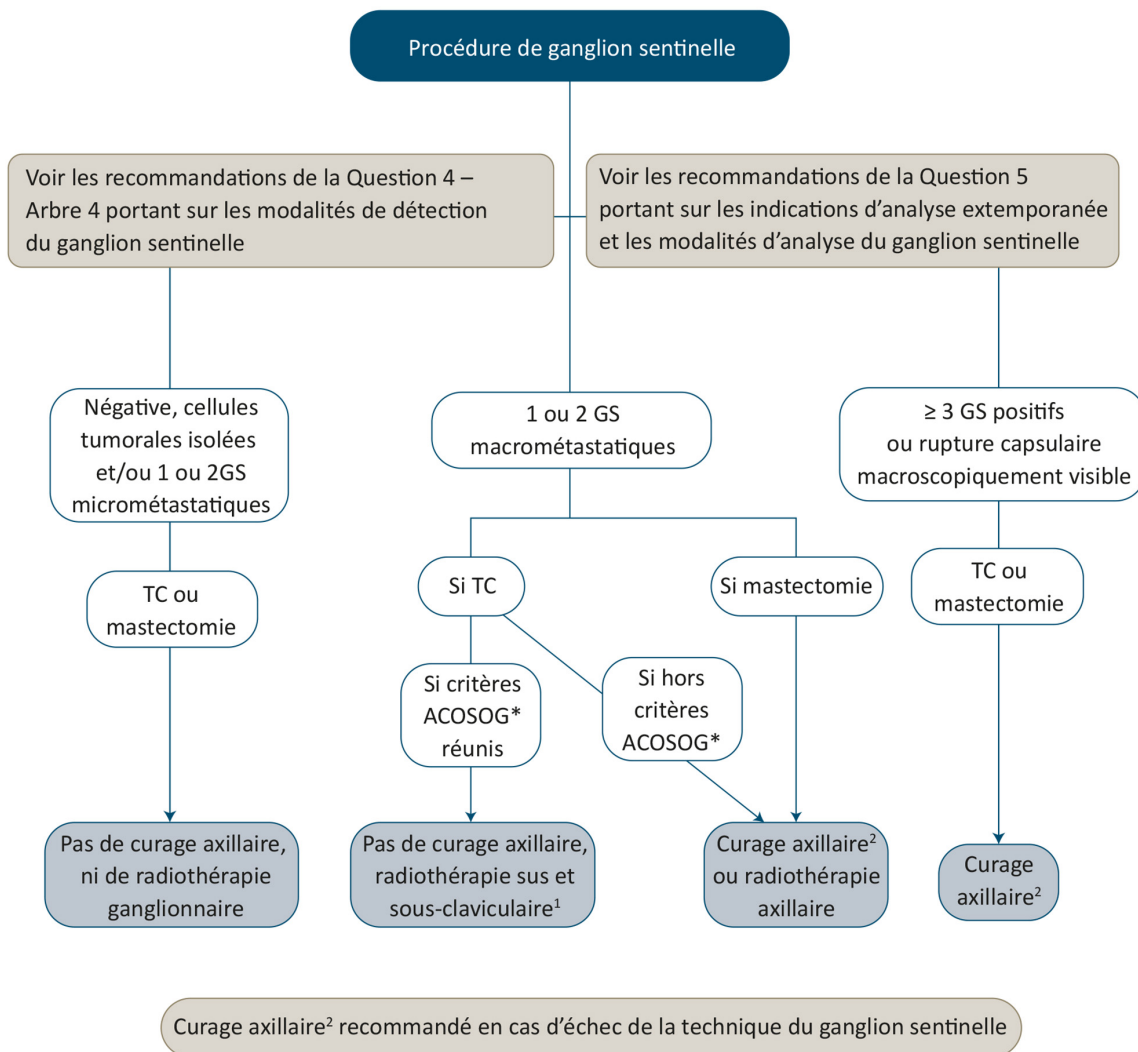 Procédure de ganglion sentinelle
Voir les recommandations de la Question 4 –
Arbre 4 portant sur les modalités de détection
du ganglion sentinelle
Voir les recommandations de la Question 5
portant sur les indications d'analyse extemporanée
et les modalités d'analyse du ganglion sentinelle
Négative, cellules
tumorales isolées
et/ou 1 ou 2GS
micrométastatiques
1 ou 2 GS
macrométastatiques
≥ 3 GS positifs
ou rupture capsulaire
macroscopiquement visible
TC ou
mastectomie
Si TC
Si mastectomie
TC ou
mastectomie
Si critères
ACOSOG*
réunis
Si hors
critères
ACOSOG*
Pas de curage axillaire,
ni de radiothérapie
ganglionnaire
Pas de curage axillaire,
radiothérapie sus et
sous-claviculaire¹
Curage axillaire²
ou radiothérapie
axillaire
Curage
axillaire²
Curage axillaire² recommandé en cas d'échec de la technique du ganglion sentinelle